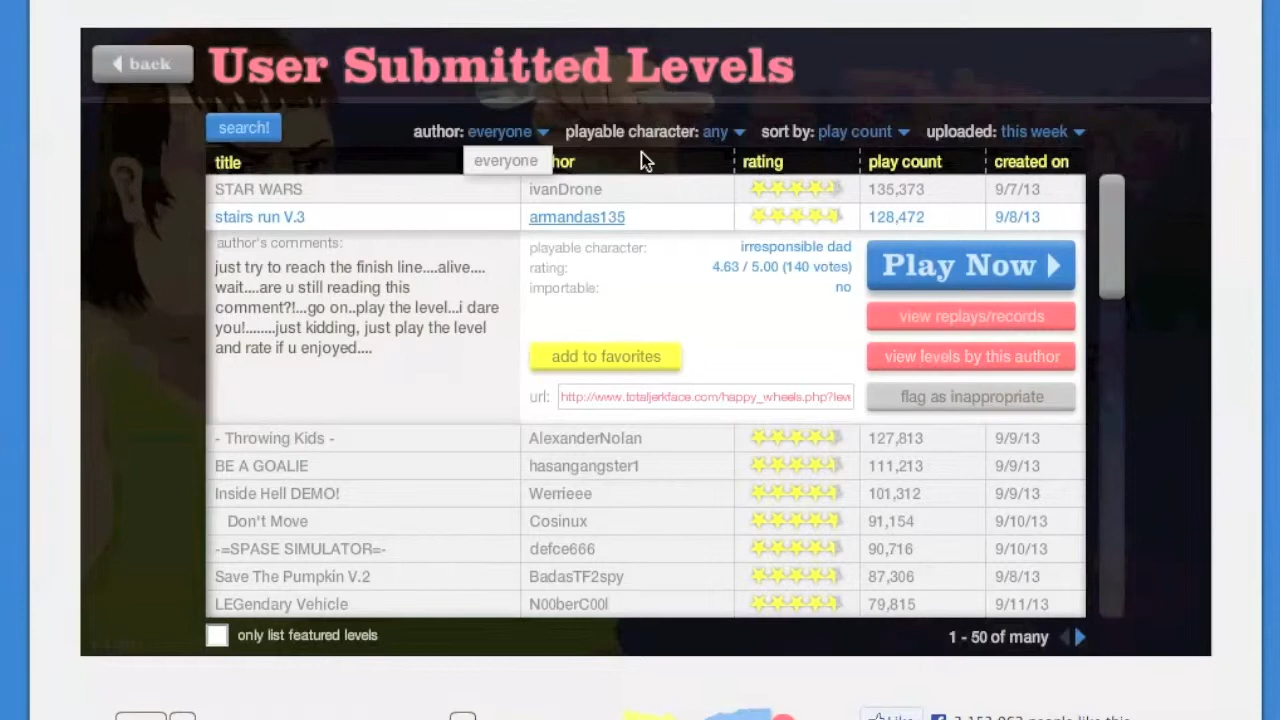 back
User Submitted Levels
search!
author: everyone
playable character: any
sort by: play count
uploaded: this week
everyone
title
hor
rating
play count
created on
STAR WARS ivanDrone 135,373 9/7/13
stairs run V.3 armandas135 128,472 9/8/13
author's comments:
just try to reach the finish line....alive....
wait....are u still reading this
comment?!...go on..play the level...i dare
you!........just kidding, just play the level
and rate if u enjoyed....
playable character: irresponsible dad
rating: 4.63 / 5.00 (140 votes)
importable: no
add to favorites
url: http://www.totaljerkface.com/happy_wheels.php?leve
Play Now
view replays/records
view levels by this author
flag as inappropriate
- Throwing Kids - AlexanderNolan 127,813 9/9/13
BE A GOALIE hasangangster1 111,213 9/9/13
Inside Hell DEMO! Werrieee 101,312 9/9/13
Don't Move Cosinux 91,154 9/10/13
-=SPASE SIMULATOR=- defce666 90,716 9/10/13
Save The Pumpkin V.2 BadasTF2spy 87,306 9/8/13
LEGendary Vehicle N00berC00l 79,815 9/11/13
only list featured levels
1 - 50 of many